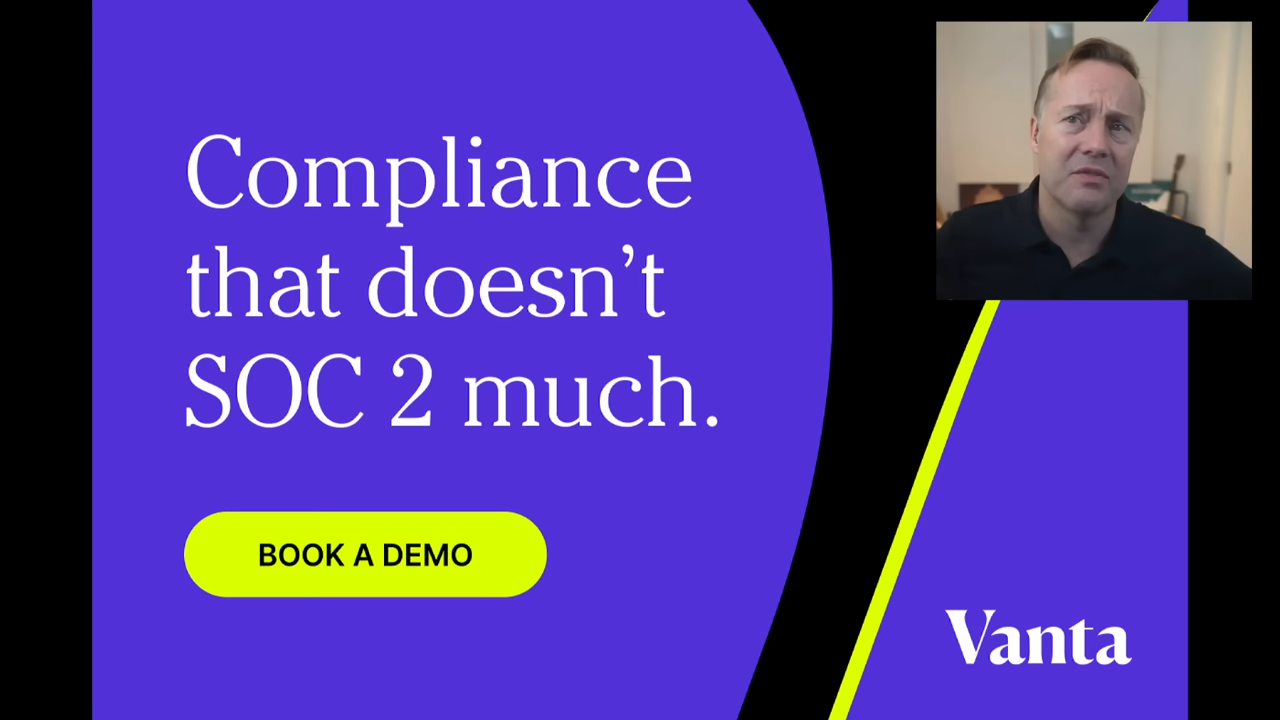 Compliance
that doesn’t
SOC 2 much.
BOOK A DEMO
Vanta